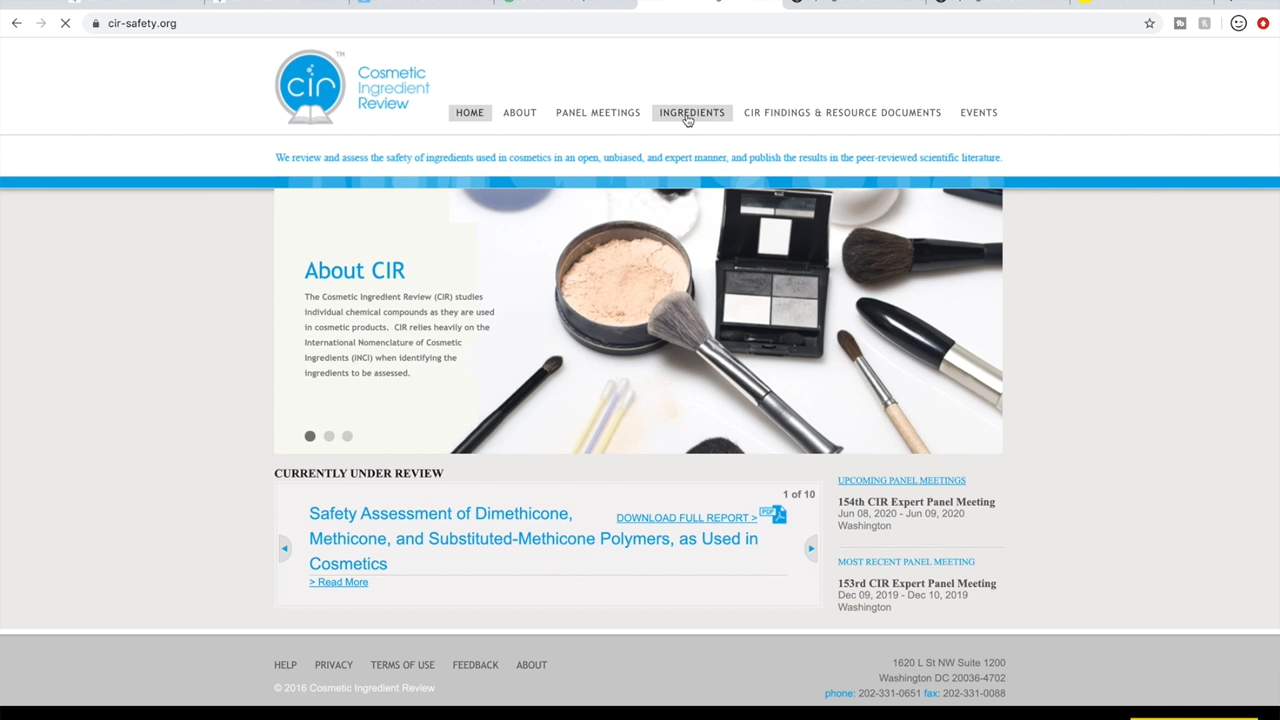 cir-safety.org
cir
TM
Cosmetic
Ingredient
Review
HOME ABOUT PANEL MEETINGS INGREDIENTS CIR FINDINGS & RESOURCE DOCUMENTS EVENTS
We review and assess the safety of ingredients used in cosmetics in an open, unbiased, and expert manner, and publish the results in the peer-reviewed scientific literature.
About CIR
The Cosmetic Ingredient Review (CIR) studies
individual chemical compounds as they are used
in cosmetic products. CIR relies heavily on the
International Nomenclature of Cosmetic
Ingredients (INCI) when identifying the
ingredients to be assessed.
CURRENTLY UNDER REVIEW
1 of 10
Safety Assessment of Dimethicone,
Methicone, and Substituted-Methicone Polymers, as Used in
Cosmetics
DOWNLOAD FULL REPORT >
PDF
> Read More
UPCOMING PANEL MEETINGS
154th CIR Expert Panel Meeting
Jun 08, 2020 - Jun 09, 2020
Washington
MOST RECENT PANEL MEETING
153rd CIR Expert Panel Meeting
Dec 09, 2019 - Dec 10, 2019
Washington
HELP PRIVACY TERMS OF USE FEEDBACK ABOUT
© 2016 Cosmetic Ingredient Review
1620 L St NW Suite 1200
Washington DC 20036-4702
phone: 202-331-0651 fax: 202-331-0088